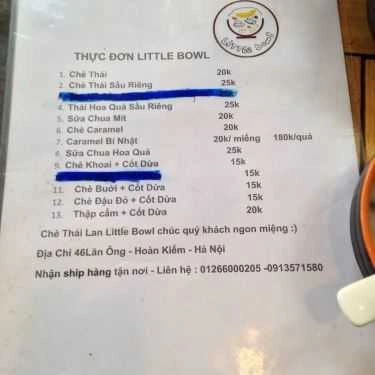 Little Bowl
THỰC ĐƠN LITTLE BOWL
1. Chè Thái 20k
2. Chè Thái Sầu Riêng 25k
4. Thái Hoa Quả Sầu Riêng 25k
5. Sữa Chua Mít 20k
6. Chè Caramel 20k
7. Caramel Bí Nhật 20k/ miếng 180k/quả
8. Sữa Chua Hoa Quả 25k
9. Chè Khoai + Cốt Dừa 15k
15k
11. Chè Bưởi + Cốt Dừa 15k
12. Chè Đậu Đỏ + Cốt Dừa 15k
13. Thập cẩm + Cốt Dừa 20k
Chè Thái Lan Little Bowl chúc quý khách ngon miệng :)
Địa Chỉ 46Lãn Ông - Hoàn Kiếm - Hà Nội
Nhận ship hàng tận nơi - Liên hệ : 01266000205 -0913571580